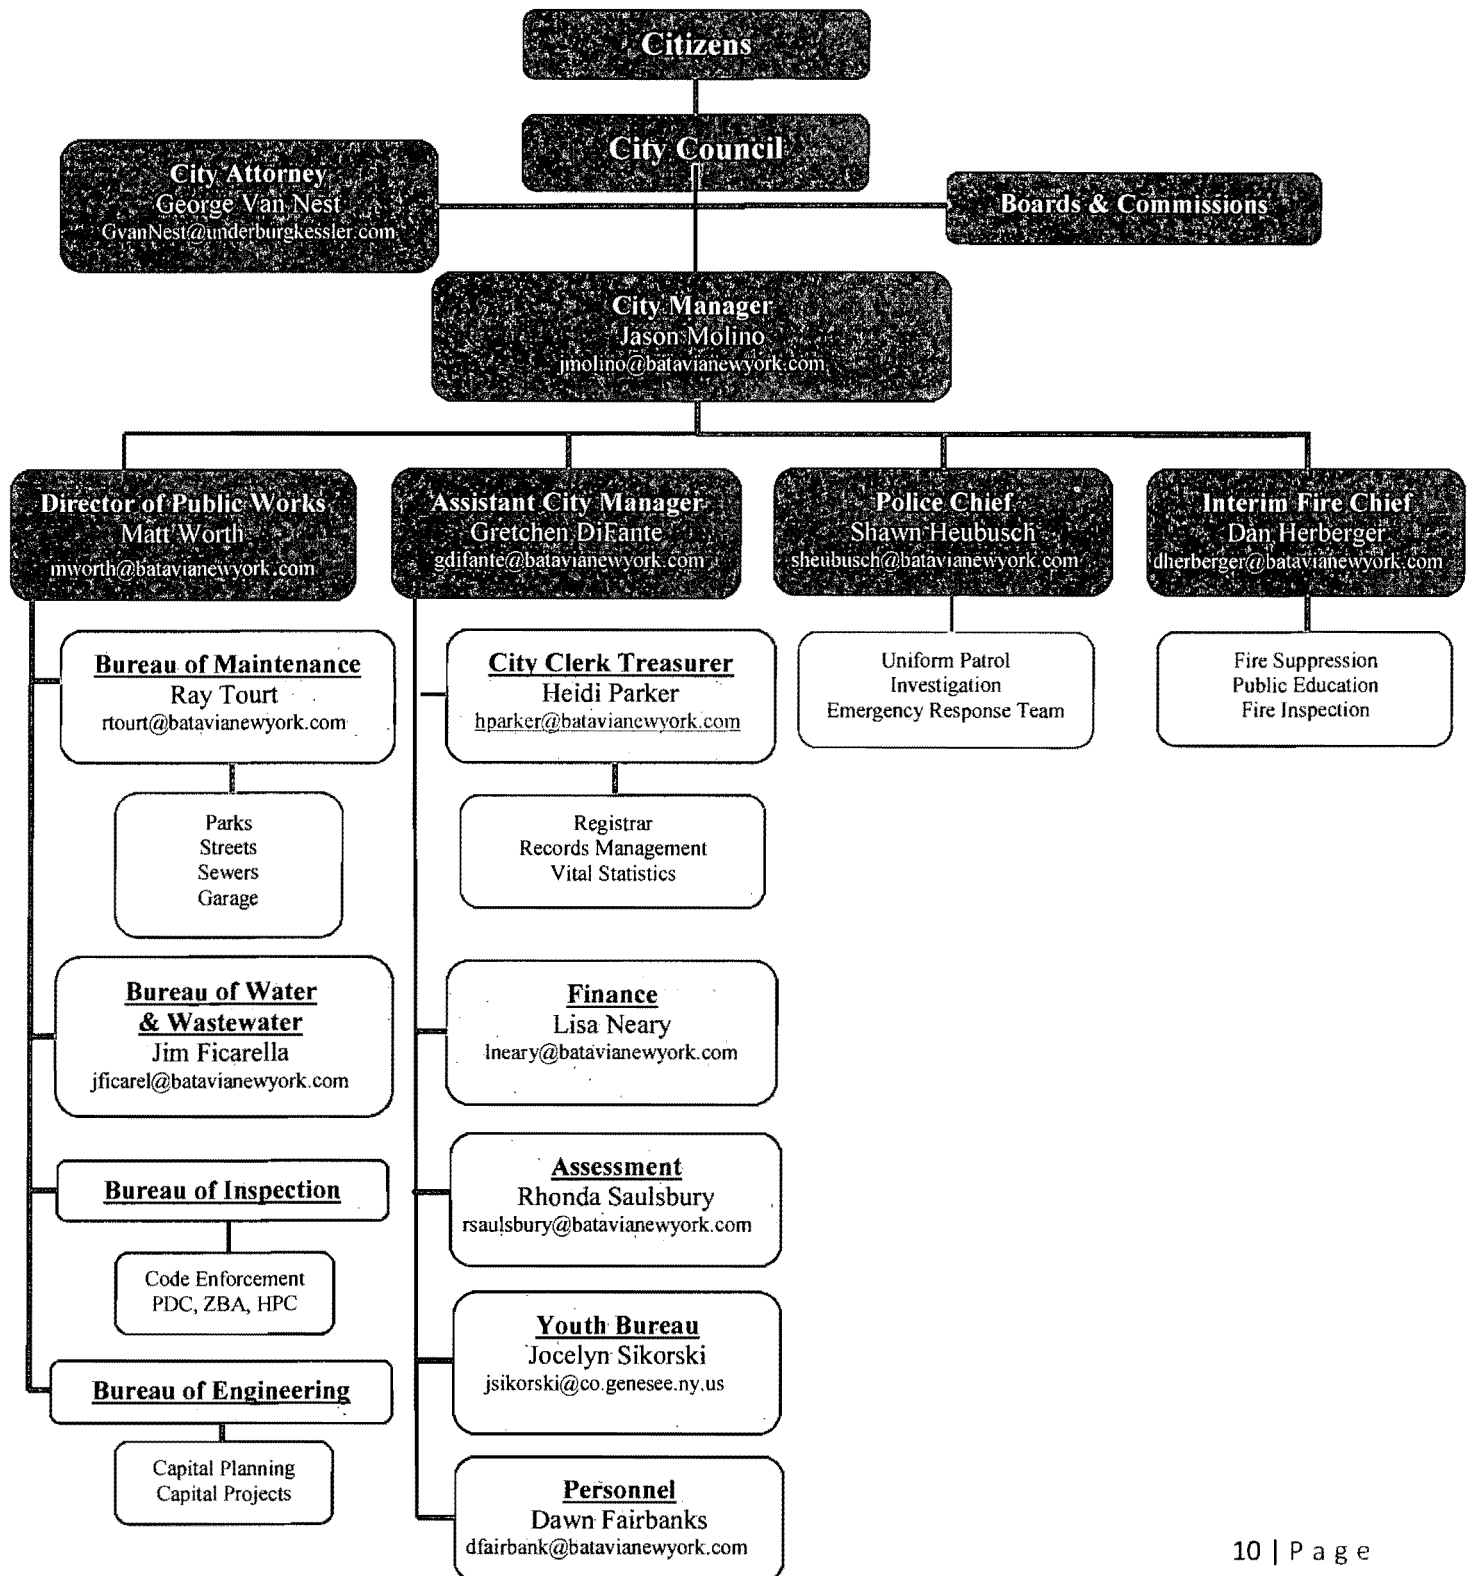 Citizens
City Council
City Attorney
George Van Nest
GvanNest@underburgkessler.com
Boards & Commissions
City Manager
Jason Molino
jmolino@batavianewyork.com
Director of Public Works
Matt Worth
mworth@batavianewyork.com
Assistant City Manager
Gretchen DiFante
gdifante@batavianewyork.com
Police Chief
Shawn Heubusch
sheubusch@batavianewyork.com
Interim Fire Chief
Dan Herberger
dherberger@batavianewyork.com
Bureau of Maintenance
Ray Tourt
rtourt@batavianewyork.com
Parks
Streets
Sewers
Garage
Bureau of Water
& Wastewater
Jim Ficarella
jficarel@batavianewyork.com
Bureau of Inspection
Code Enforcement
PDC, ZBA, HPC
Bureau of Engineering
Capital Planning
Capital Projects
City Clerk Treasurer
Heidi Parker
hparker@batavianewyork.com
Registrar
Records Management
Vital Statistics
Finance
Lisa Neary
lneary@batavianewyork.com
Assessment
Rhonda Saulsbury
rsaulsbury@batavianewyork.com
Youth Bureau
Jocelyn Sikorski
jsikorski@co.genesee.ny.us
Personnel
Dawn Fairbanks
dfairbank@batavianewyork.com
Uniform Patrol
Investigation
Emergency Response Team
Fire Suppression
Public Education
Fire Inspection
10 | Page